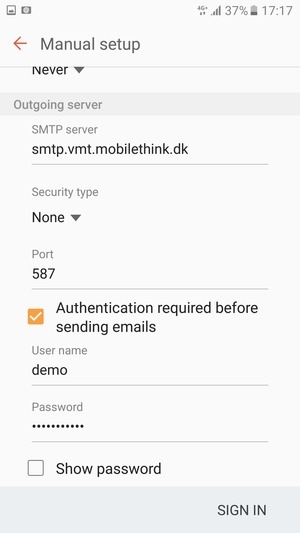 4G+ 37% 17:17
Manual setup
Never
Outgoing server
SMTP server
smtp.vmt.mobilethink.dk
Security type
None
Port
587
Authentication required before
sending emails
User name
demo
Password
•••••••••••
Show password
SIGN IN